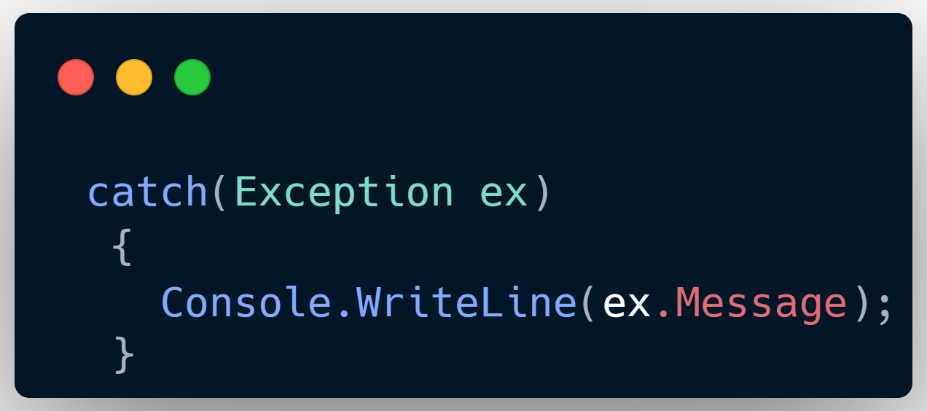 catch(Exception ex)
{
Console.WriteLine(ex.Message);
}